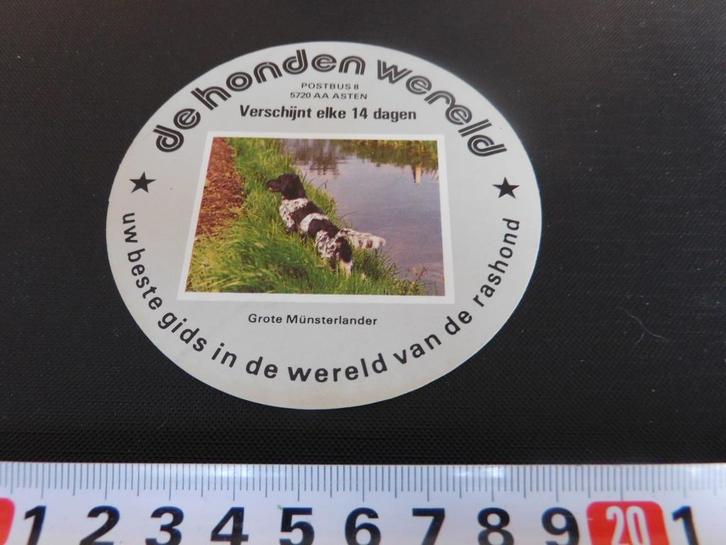 de honden wereld
POSTBUS 8
5720 AA ASTEN
Verschijnt elke 14 dagen
Grote Münsterlander
uw beste gids in de wereld van de rashond
1 2 3 4 5 6 7 8 9 20 1